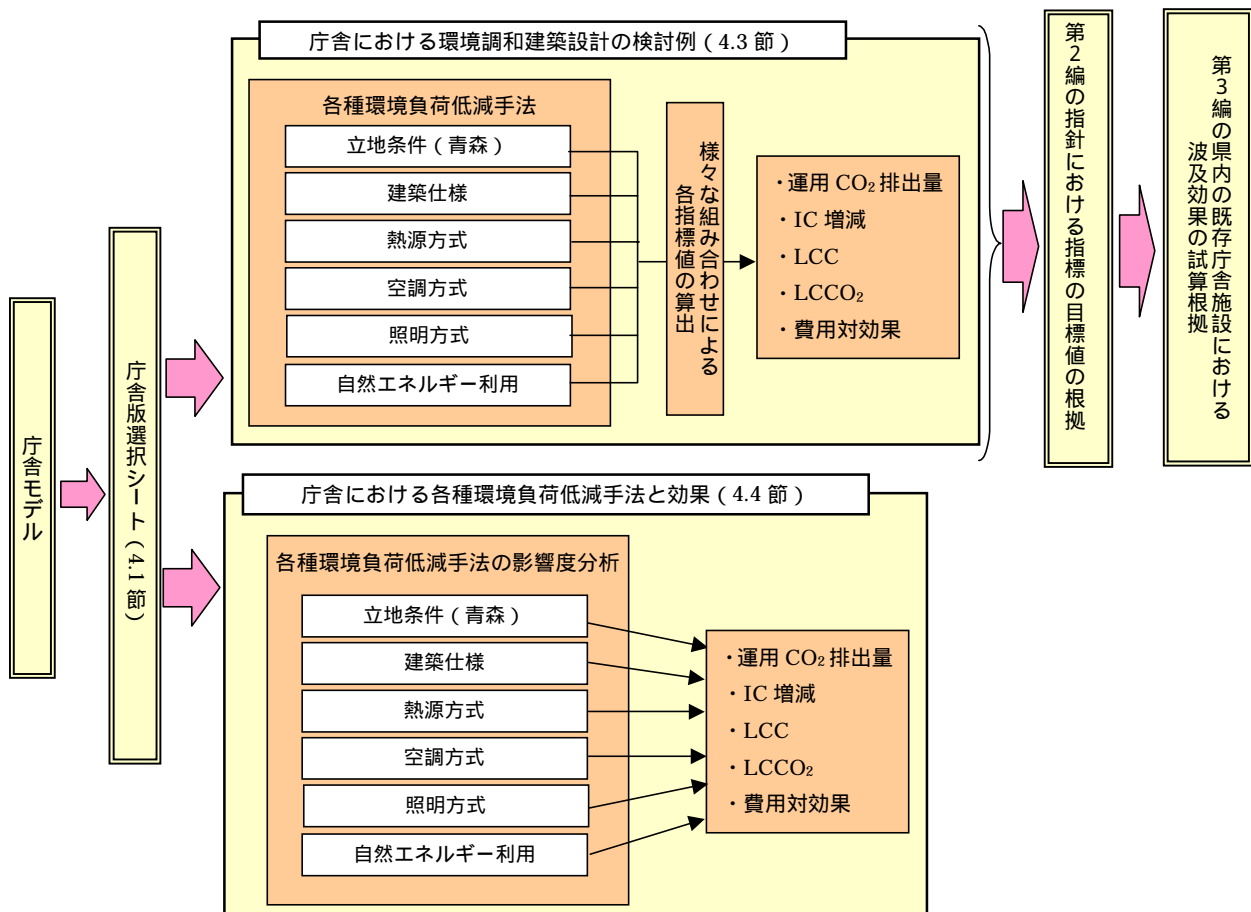 庁舎モデル
庁舎版選択シート(4.1 節)
庁舎における環境調和建築設計の検討例(4.3 節)
各種環境負荷低減手法
立地条件(青森)
建築仕様
熱源方式
空調方式
照明方式
自然エネルギー利用
様々な組み合わせによる
各指標値の算出
・運用 CO₂ 排出量
・IC 増減
・LCC
・LCCO₂
・費用対効果
庁舎における各種環境負荷低減手法と効果(4.4 節)
各種環境負荷低減手法の影響度分析
立地条件(青森)
建築仕様
熱源方式
空調方式
照明方式
自然エネルギー利用
・運用 CO₂ 排出量
・IC 増減
・LCC
・LCCO₂
・費用対効果
第2編の指針における指標の目標値の根拠
第3編の県内の既存庁舎施設における
波及効果の試算根拠